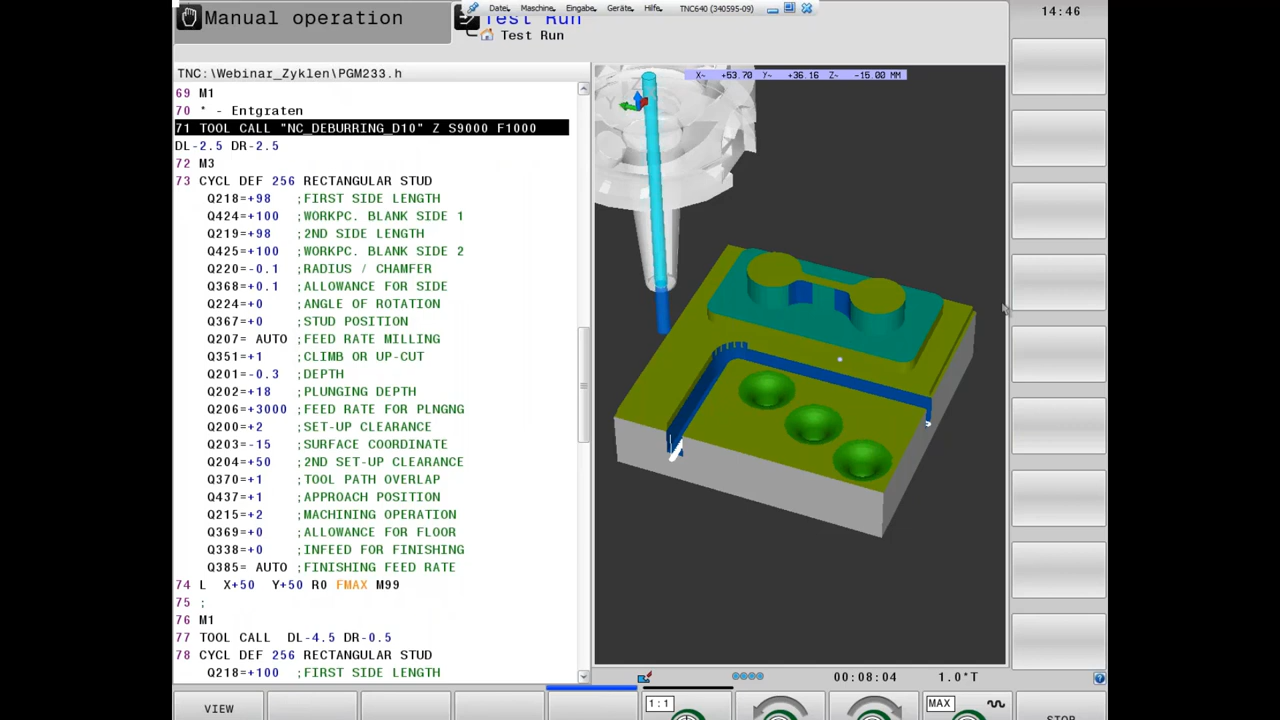 Manual operation
Datei Maschine Eingabe Geräte Hilfe TNC640 (340595-09)
Test Run
Test Run
14:46
TNC:\Webinar_Zyklen\PGM233.h
X~ +53.70 Y~ +36.16 Z~ -15.00 MM
69 M1
70 * - Entgraten
71 TOOL CALL "NC_DEBURRING_D10" Z S9000 F1000
DL-2.5 DR-2.5
72 M3
73 CYCL DEF 256 RECTANGULAR STUD
Q218=+98 ;FIRST SIDE LENGTH
Q424=+100 ;WORKPC. BLANK SIDE 1
Q219=+98 ;2ND SIDE LENGTH
Q425=+100 ;WORKPC. BLANK SIDE 2
Q220=-0.1 ;RADIUS / CHAMFER
Q368=+0.1 ;ALLOWANCE FOR SIDE
Q224=+0 ;ANGLE OF ROTATION
Q367=+0 ;STUD POSITION
Q207= AUTO ;FEED RATE MILLING
Q351=+1 ;CLIMB OR UP-CUT
Q201=-0.3 ;DEPTH
Q202=+18 ;PLUNGING DEPTH
Q206=+3000 ;FEED RATE FOR PLNGNG
Q200=+2 ;SET-UP CLEARANCE
Q203=-15 ;SURFACE COORDINATE
Q204=+50 ;2ND SET-UP CLEARANCE
Q370=+1 ;TOOL PATH OVERLAP
Q437=+1 ;APPROACH POSITION
Q215=+2 ;MACHINING OPERATION
Q369=+0 ;ALLOWANCE FOR FLOOR
Q338=+0 ;INFEED FOR FINISHING
Q385= AUTO ;FINISHING FEED RATE
74 L X+50 Y+50 R0 FMAX M99
75 ;
76 M1
77 TOOL CALL DL-4.5 DR-0.5
78 CYCL DEF 256 RECTANGULAR STUD
Q218=+100 ;FIRST SIDE LENGTH
00:08:04 1.0*T
VIEW
1:1
MAX
STOP